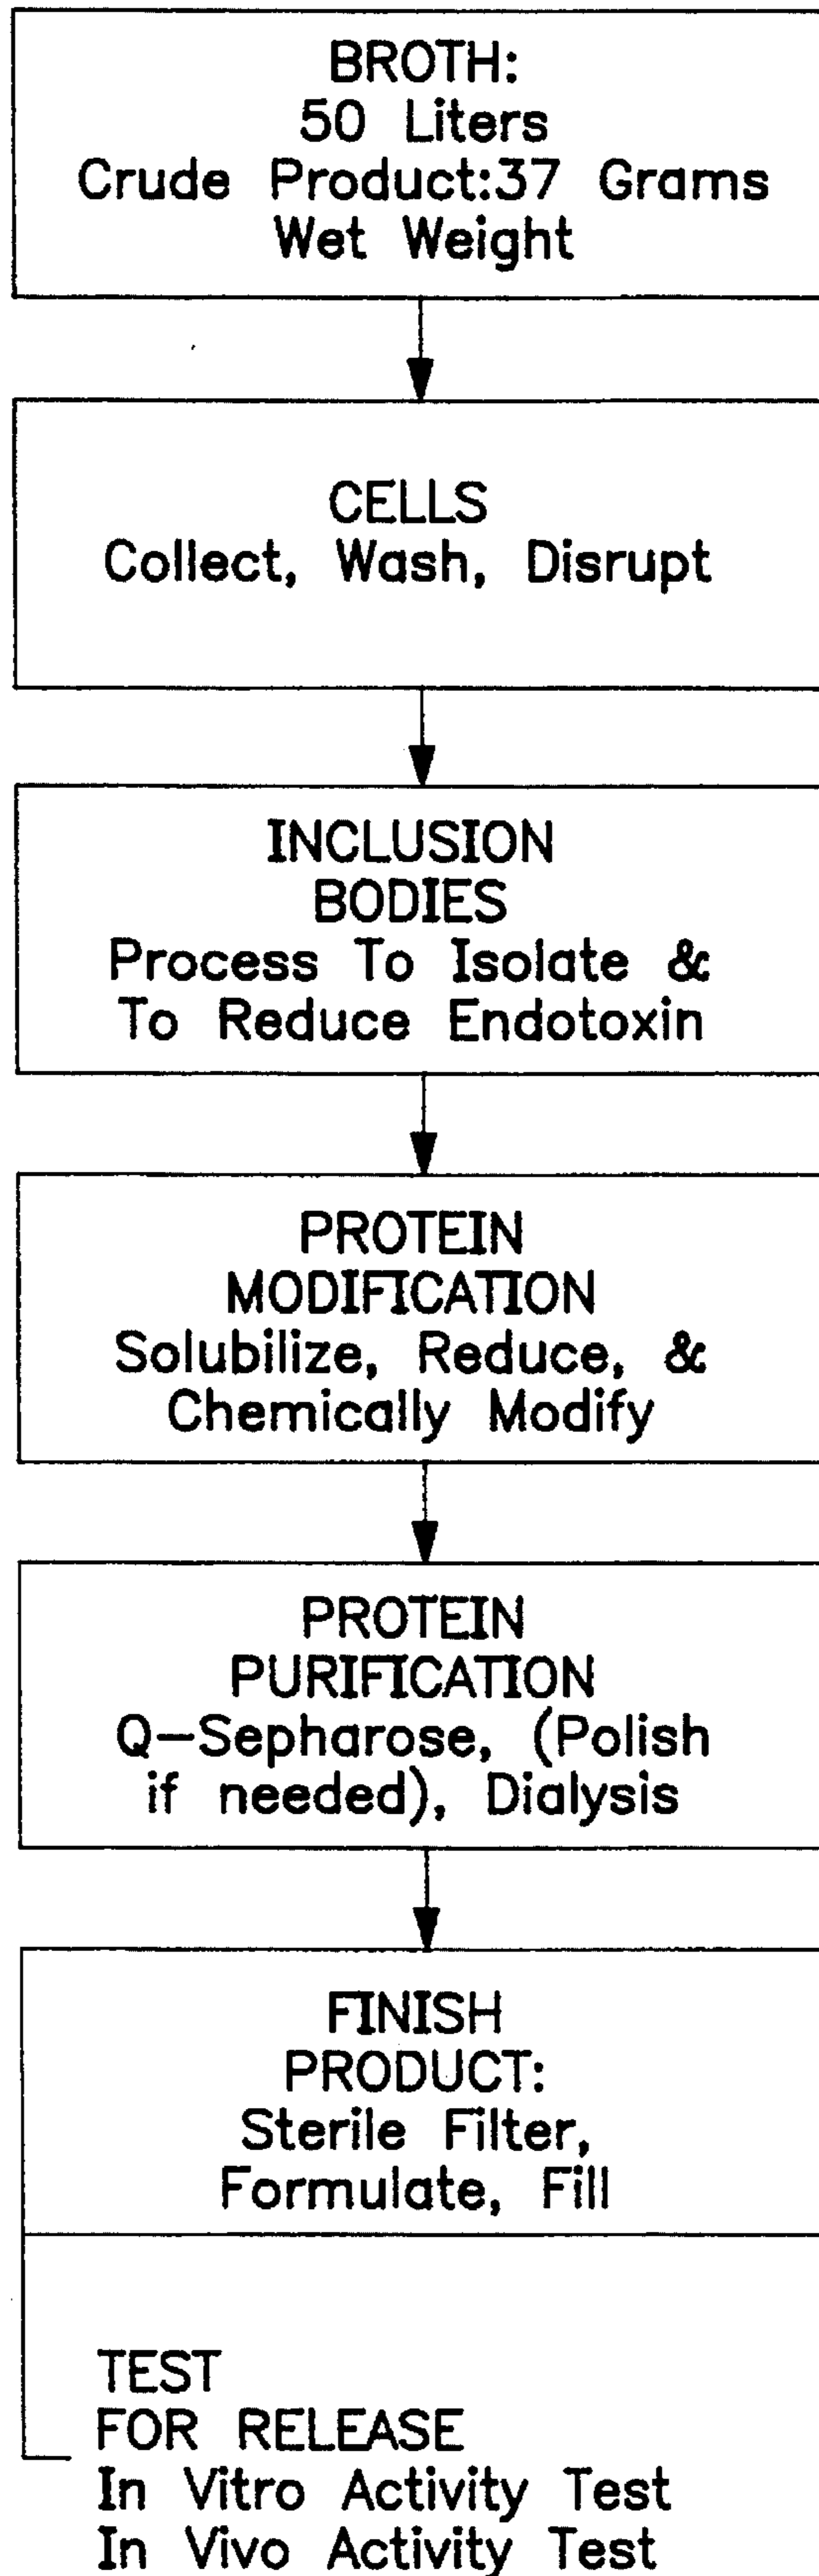 BROTH:
50 Liters
Crude Product:37 Grams
Wet Weight
CELLS
Collect, Wash, Disrupt
INCLUSION
BODIES
Process To Isolate &
To Reduce Endotoxin
PROTEIN
MODIFICATION
Solubilize, Reduce, &
Chemically Modify
PROTEIN
PURIFICATION
Q-Sepharose, (Polish
if needed), Dialysis
FINISH
PRODUCT:
Sterile Filter,
Formulate, Fill
TEST
FOR RELEASE
In Vitro Activity Test
In Vivo Activity Test